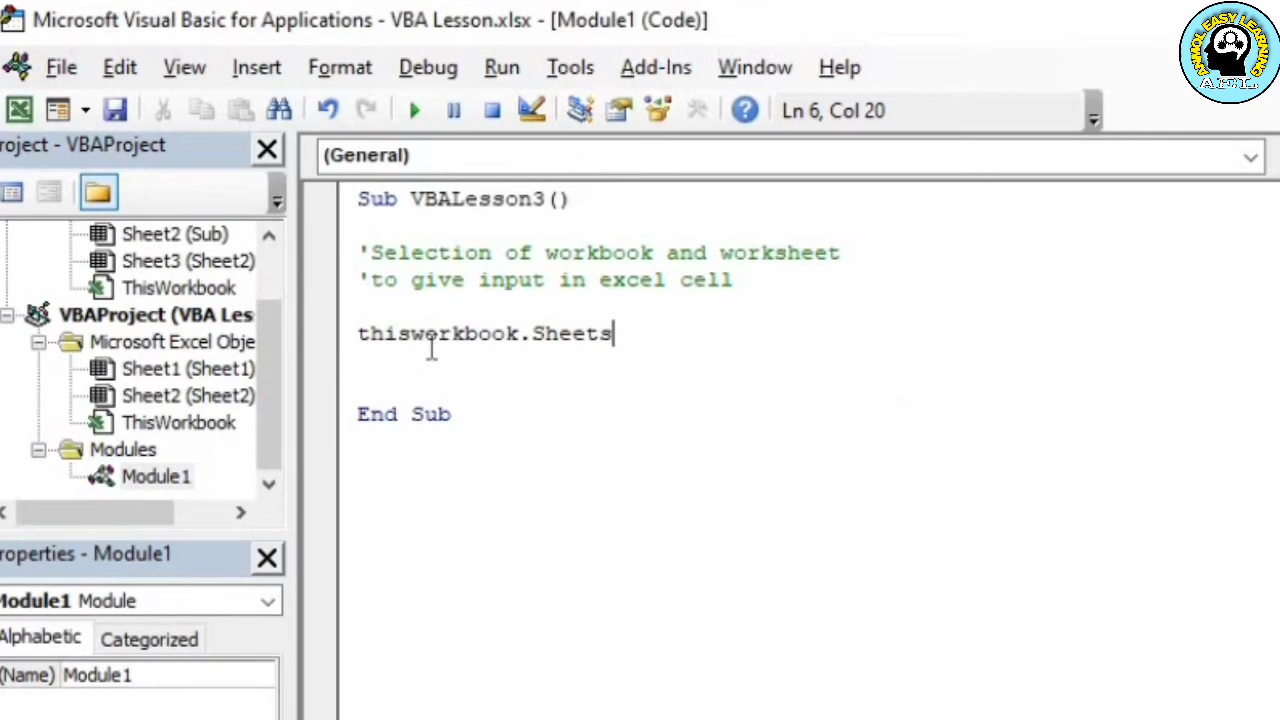 Microsoft Visual Basic for Applications - VBA Lesson.xlsx - [Module1 (Code)]
File Edit View Insert Format Debug Run Tools Add-Ins Window Help
Ln 6, Col 20
roject - VBAProject
(General)
Sheet2 (Sub)
Sheet3 (Sheet2)
ThisWorkbook
VBAProject (VBA Les
Microsoft Excel Obje
Sheet1 (Sheet1)
Sheet2 (Sheet2)
ThisWorkbook
Modules
Module1
roperties - Module1
Module1 Module
Alphabetic Categorized
(Name) Module1
Sub VBALesson3()
'Selection of workbook and worksheet
'to give input in excel cell
thisworkbook.Sheets
End Sub
ANMOL EASY LEARNING
A E L